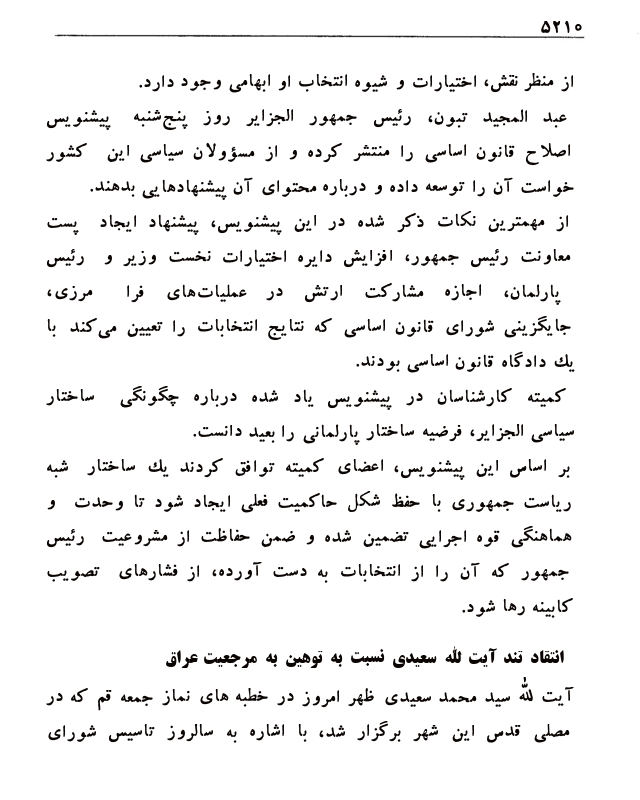 ۵۲۱۰
از منظر نقش، اختیارات و شیوه انتخاب او ابهامی وجود دارد.
عبد المجید تبون، رئیس جمهور الجزایر روز پنج‌شنبه پیشنویس
اصلاح قانون اساسی را منتشر کرده و از مسؤولان سیاسی این کشور
خواست آن را توسعه داده و درباره محتوای آن پیشنهادهایی بدهند.
از مهمترین نکات ذکر شده در این پیشنویس، پیشنهاد ایجاد پست
معاونت رئیس جمهور، افزایش دایره اختیارات نخست وزیر و رئیس
پارلمان، اجازه مشارکت ارتش در عملیات‌های فرا مرزی،
جایگزینی شورای قانون اساسی که نتایج انتخابات را تعیین می‌کند با
یك دادگاه قانون اساسی بودند.
کمیته کارشناسان در پیشنویس یاد شده درباره چگونگی ساختار
سیاسی الجزایر، فرضیه ساختار پارلمانی را بعید دانست.
بر اساس این پیشنویس، اعضای کمیته توافق کردند یك ساختار شبه
ریاست جمهوری با حفظ شکل حاکمیت فعلی ایجاد شود تا وحدت و
هماهنگی قوه اجرایی تضمین شده و ضمن حفاظت از مشروعیت رئیس
جمهور که آن را از انتخابات به دست آورده، از فشارهای تصویب
کابینه رها شود.
انتقاد تند آیت لله سعیدی نسبت به توهین به مرجعیت عراق
آیت لله سید محمد سعیدی ظهر امروز در خطبه های نماز جمعه قم که در
مصلی قدس این شهر برگزار شد، با اشاره به سالروز تاسیس شورای